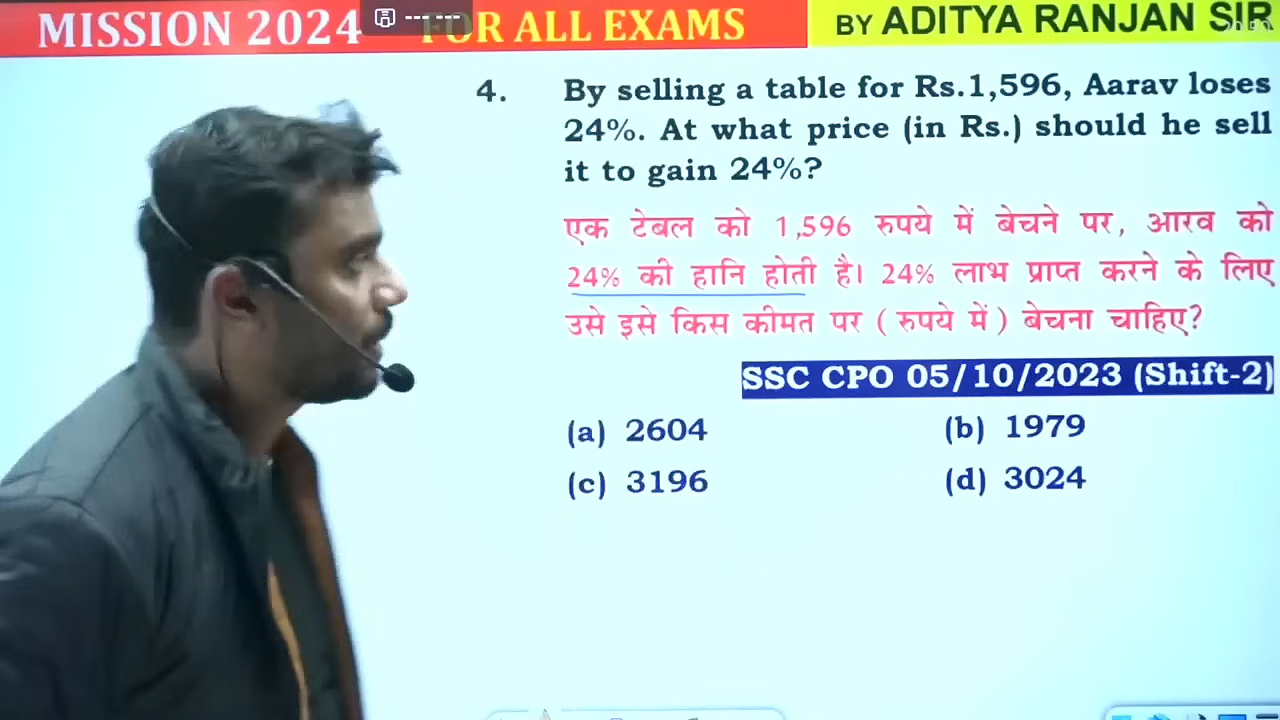 MISSION 2024 FOR ALL EXAMS
BY ADITYA RANJAN SIR
4. By selling a table for Rs.1,596, Aarav loses
24%. At what price (in Rs.) should he sell
it to gain 24%?
एक टेबल को 1,596 रुपये में बेचने पर, आरव को
24% की हानि होती है। 24% लाभ प्राप्त करने के लिए
उसे इसे किस कीमत पर (रुपये में) बेचना चाहिए?
SSC CPO 05/10/2023 (Shift-2)
(a) 2604 (b) 1979
(c) 3196 (d) 3024